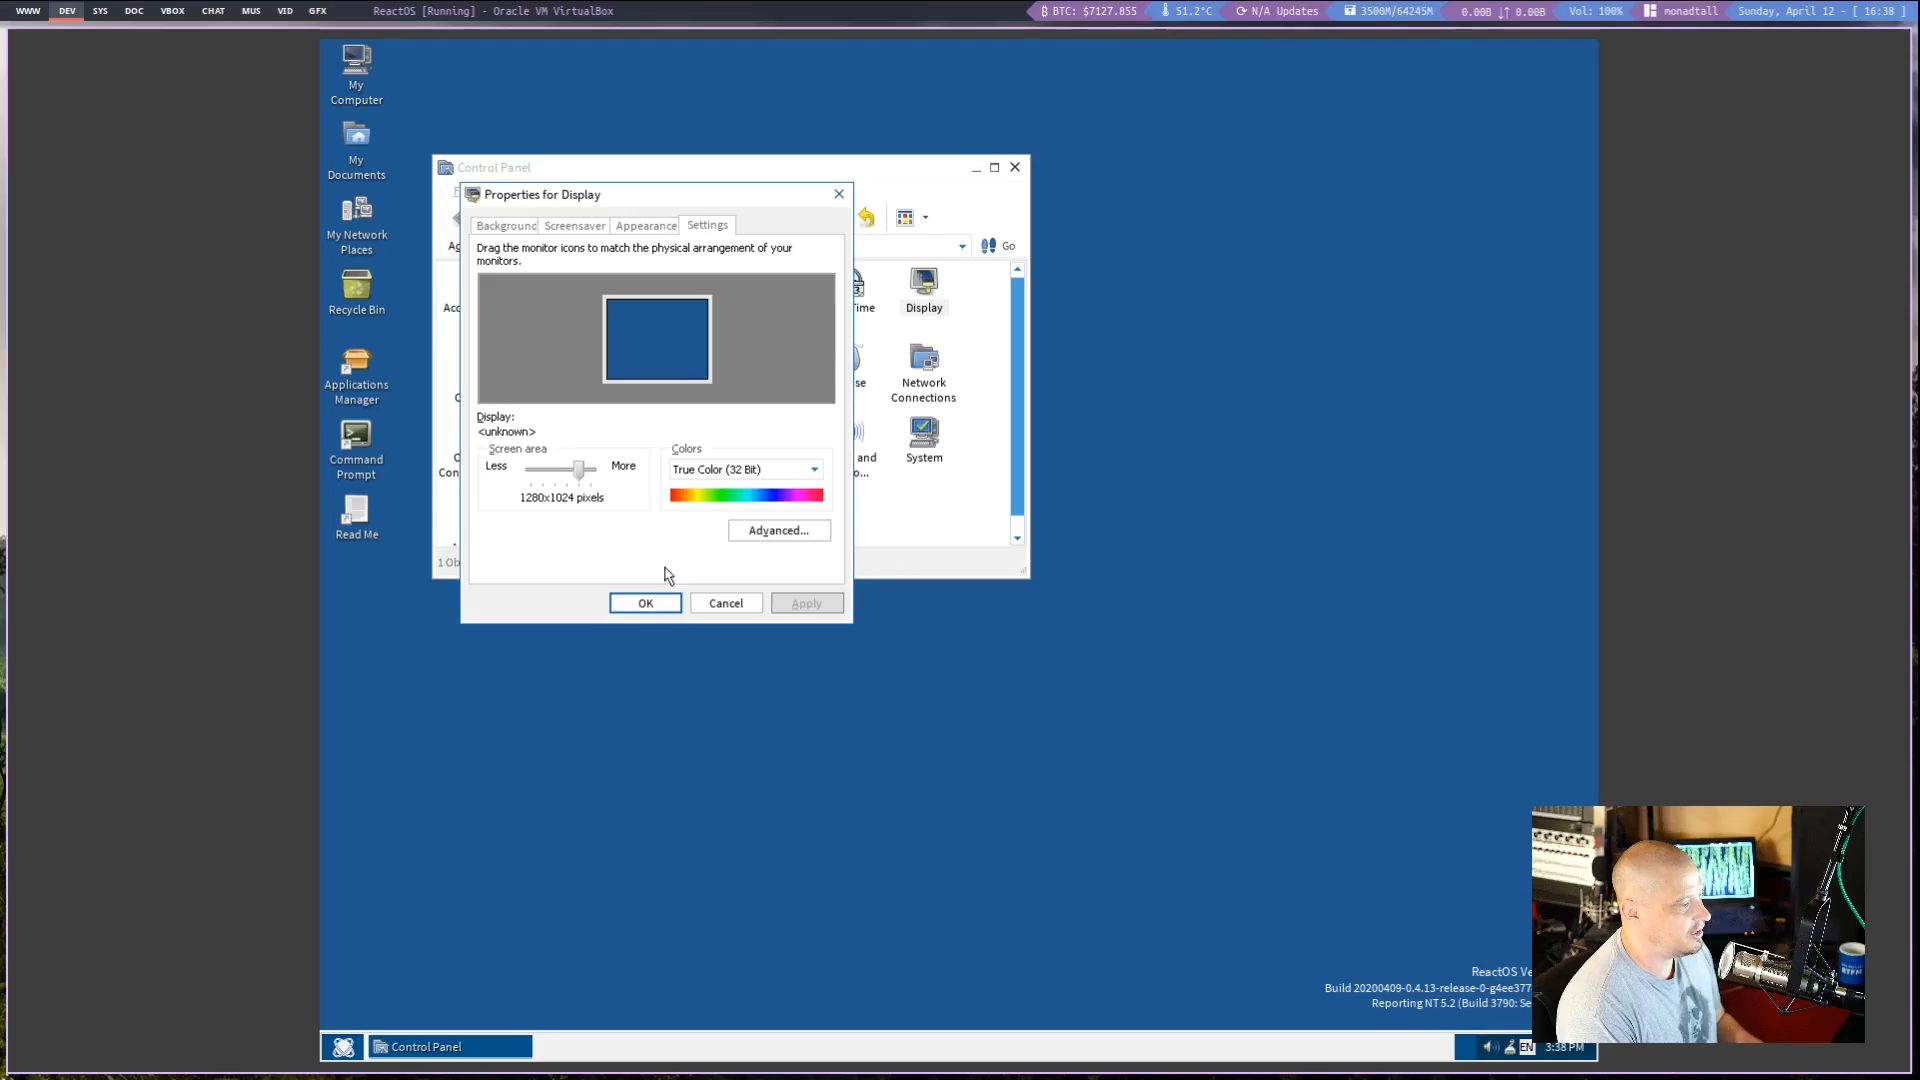 WWW DEV SYS DOC VBOX CHAT MUS VID GFX ReactOS [Running] - Oracle VM VirtualBox BTC: $7127.855 51.2°C N/A Updates 3500M/64245M 0.00B ↓↑ 0.00B Vol: 100% monadtall Sunday, April 12 - [ 16:38 ]
My
Computer
My
Documents
My Network
Places
Recycle Bin
Applications
Manager
Command
Prompt
Read Me
Control Panel
Properties for Display
Background Screensaver Appearance Settings
Drag the monitor icons to match the physical arrangement of your
monitors.
Display:
<unknown>
Screen area
Less More
1280x1024 pixels
Colors
True Color (32 Bit)
Advanced...
OK Cancel Apply
Go
Time
Display
Network
Connections
and
System
ReactOS
Build 20200409-0.4.13-release-0-g4ee377
Reporting NT 5.2 (Build 3790:
Control Panel
EN 3:38 PM
RTFM